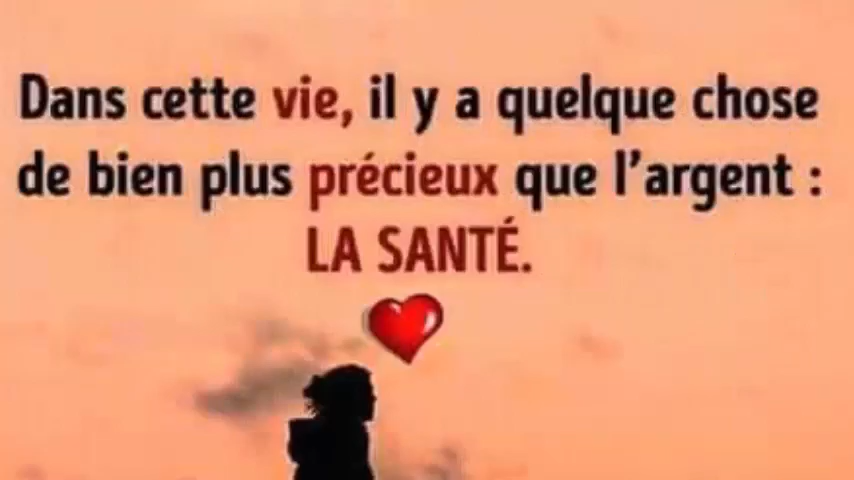 Dans cette vie, il y a quelque chose
de bien plus précieux que l'argent :
LA SANTÉ.